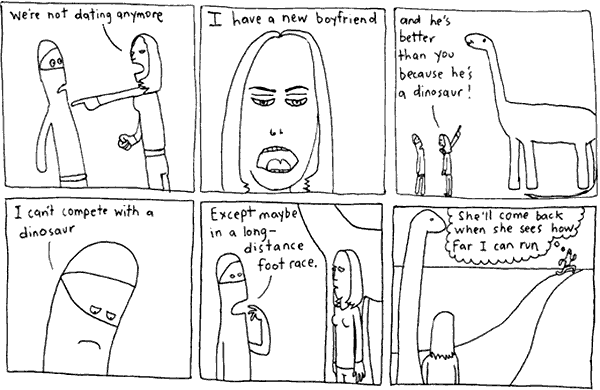 We're not dating anymore
I have a new boyfriend
and he's
better
than you
because he's
a dinosaur!
I can't compete with a
dinosaur
Except maybe
in a long-
distance
foot race.
She'll come back
when she sees how
far I can run